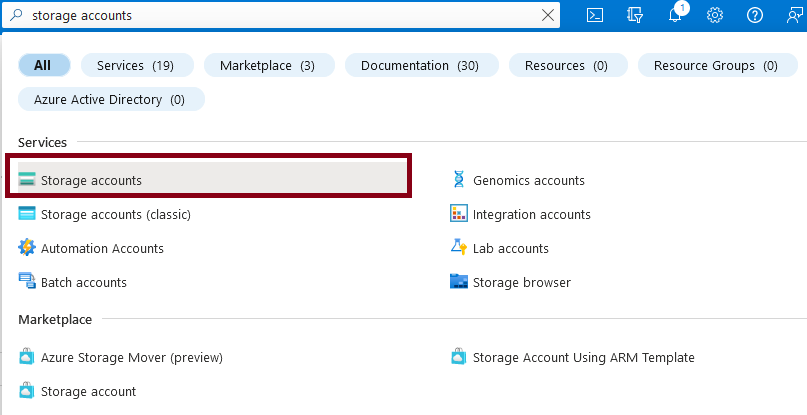 storage accounts
1
All Services (19) Marketplace (3) Documentation (30) Resources (0) Resource Groups (0)
Azure Active Directory (0)
Services
Storage accounts Genomics accounts
Storage accounts (classic) Integration accounts
Automation Accounts Lab accounts
Batch accounts Storage browser
Marketplace
Azure Storage Mover (preview) Storage Account Using ARM Template
Storage account